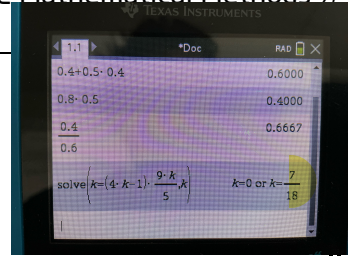 TEXAS INSTRUMENTS
1.1 *Doc RAD
0.4+0.5·0.4 0.6000
0.8·0.5 0.4000
0.4/0.6 0.6667
solve(k=(4·k-1)·9·k/5,k) k=0 or k=7/18